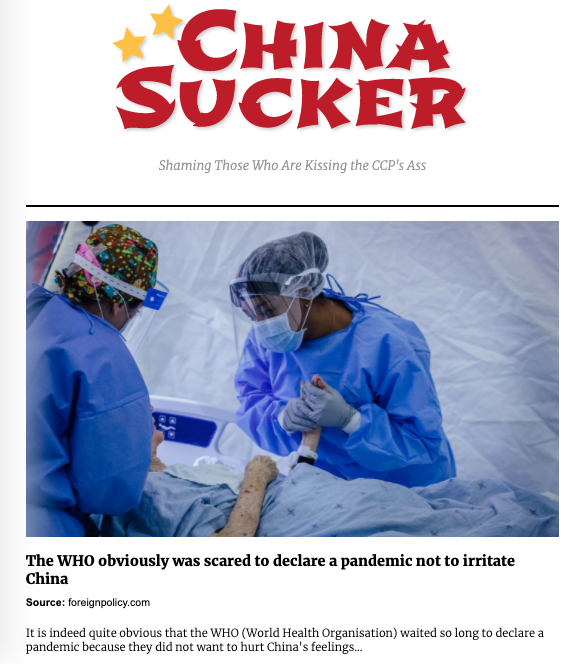 CHINA
SUCKER
Shaming Those Who Are Kissing the CCP's Ass
The WHO obviously was scared to declare a pandemic not to irritate
China
Source: foreignpolicy.com
It is indeed quite obvious that the WHO (World Health Organisation) waited so long to declare a
pandemic because they did not want to hurt China's feelings...